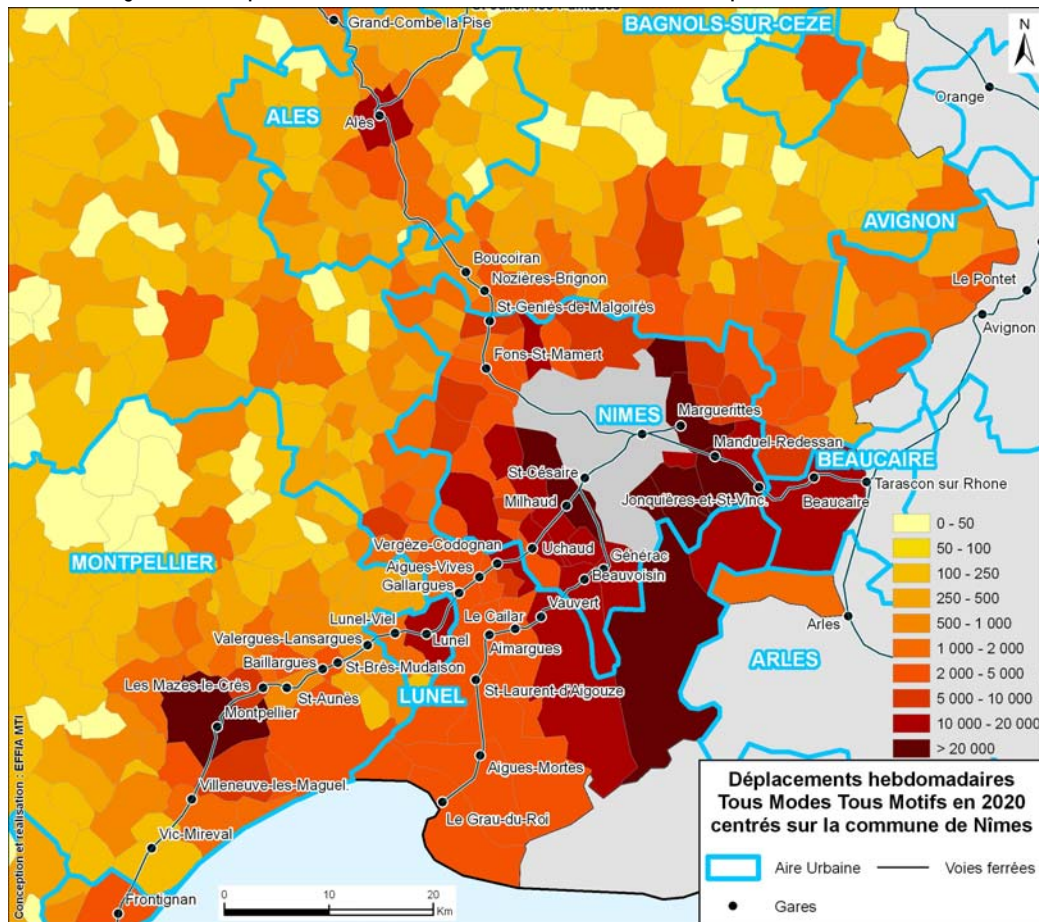 Grand-Combe la Pise
BAGNOLS-SUR-CEZE
N
Orange
ALES
Alès
AVIGNON
Boucoiran
Nozières-Brignon
Le Pontet
St-Geniès-de-Malgoirès
Avignon
Fons-St-Mamert
NIMES
Marguerittes
Manduel-Redessan
BEAUCAIRE
St-Césaire
Tarascon sur Rhone
Milhaud
Jonquières-et-St-Vinc.
Beaucaire
MONTPELLIER
Vergèze-Codognan
Uchaud
Générac
Aigues-Vives
Beauvoisin
Gallargues
Vauvert
Lunel-Viel
Le Cailar
Arles
Valergues-Lansargues
Lunel
Aimargues
Baillargues
St-Brès-Mudaison
ARLES
Les Mazes-le-Crès
St-Aunès
LUNEL
St-Laurent-d'Aigouze
Montpellier
Aigues-Mortes
Villeneuve-les-Maguel.
Le Grau-du-Roi
Vic-Mireval
Frontignan
0 - 50
50 - 100
100 - 250
250 - 500
500 - 1 000
1 000 - 2 000
2 000 - 5 000
5 000 - 10 000
10 000 - 20 000
> 20 000
Déplacements hebdomadaires
Tous Modes Tous Motifs en 2020
centrés sur la commune de Nîmes
Aire Urbaine
Voies ferrées
Gares
0 10 20
Km
Conception et réalisation : EFFIA MTI